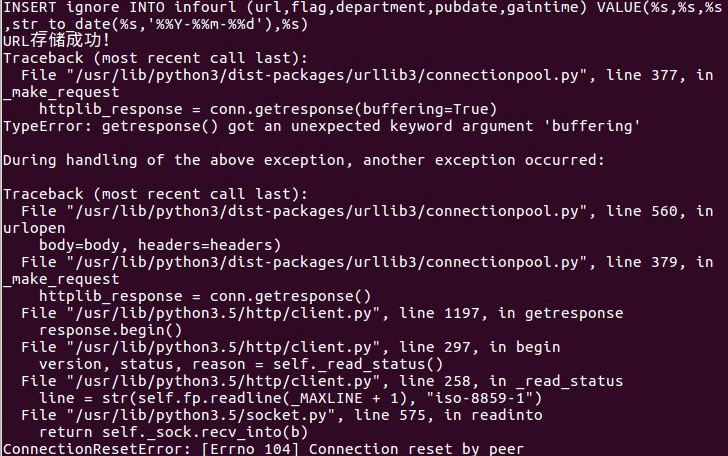 INSERT ignore INTO infourl (url,flag,department,pubdate,gaintime) VALUE(%s,%s,%s
,str_to_date(%s,'%%Y-%%m-%%d'),%s)
URL存储成功!
Traceback (most recent call last):
  File "/usr/lib/python3/dist-packages/urllib3/connectionpool.py", line 377, in
_make_request
    httplib_response = conn.getresponse(buffering=True)
TypeError: getresponse() got an unexpected keyword argument 'buffering'

During handling of the above exception, another exception occurred:

Traceback (most recent call last):
  File "/usr/lib/python3/dist-packages/urllib3/connectionpool.py", line 560, in
urlopen
    body=body, headers=headers)
  File "/usr/lib/python3/dist-packages/urllib3/connectionpool.py", line 379, in
_make_request
    httplib_response = conn.getresponse()
  File "/usr/lib/python3.5/http/client.py", line 1197, in getresponse
    response.begin()
  File "/usr/lib/python3.5/http/client.py", line 297, in begin
    version, status, reason = self._read_status()
  File "/usr/lib/python3.5/http/client.py", line 258, in _read_status
    line = str(self.fp.readline(_MAXLINE + 1), "iso-8859-1")
  File "/usr/lib/python3.5/socket.py", line 575, in readinto
    return self._sock.recv_into(b)
ConnectionResetError: [Errno 104] Connection reset by peer